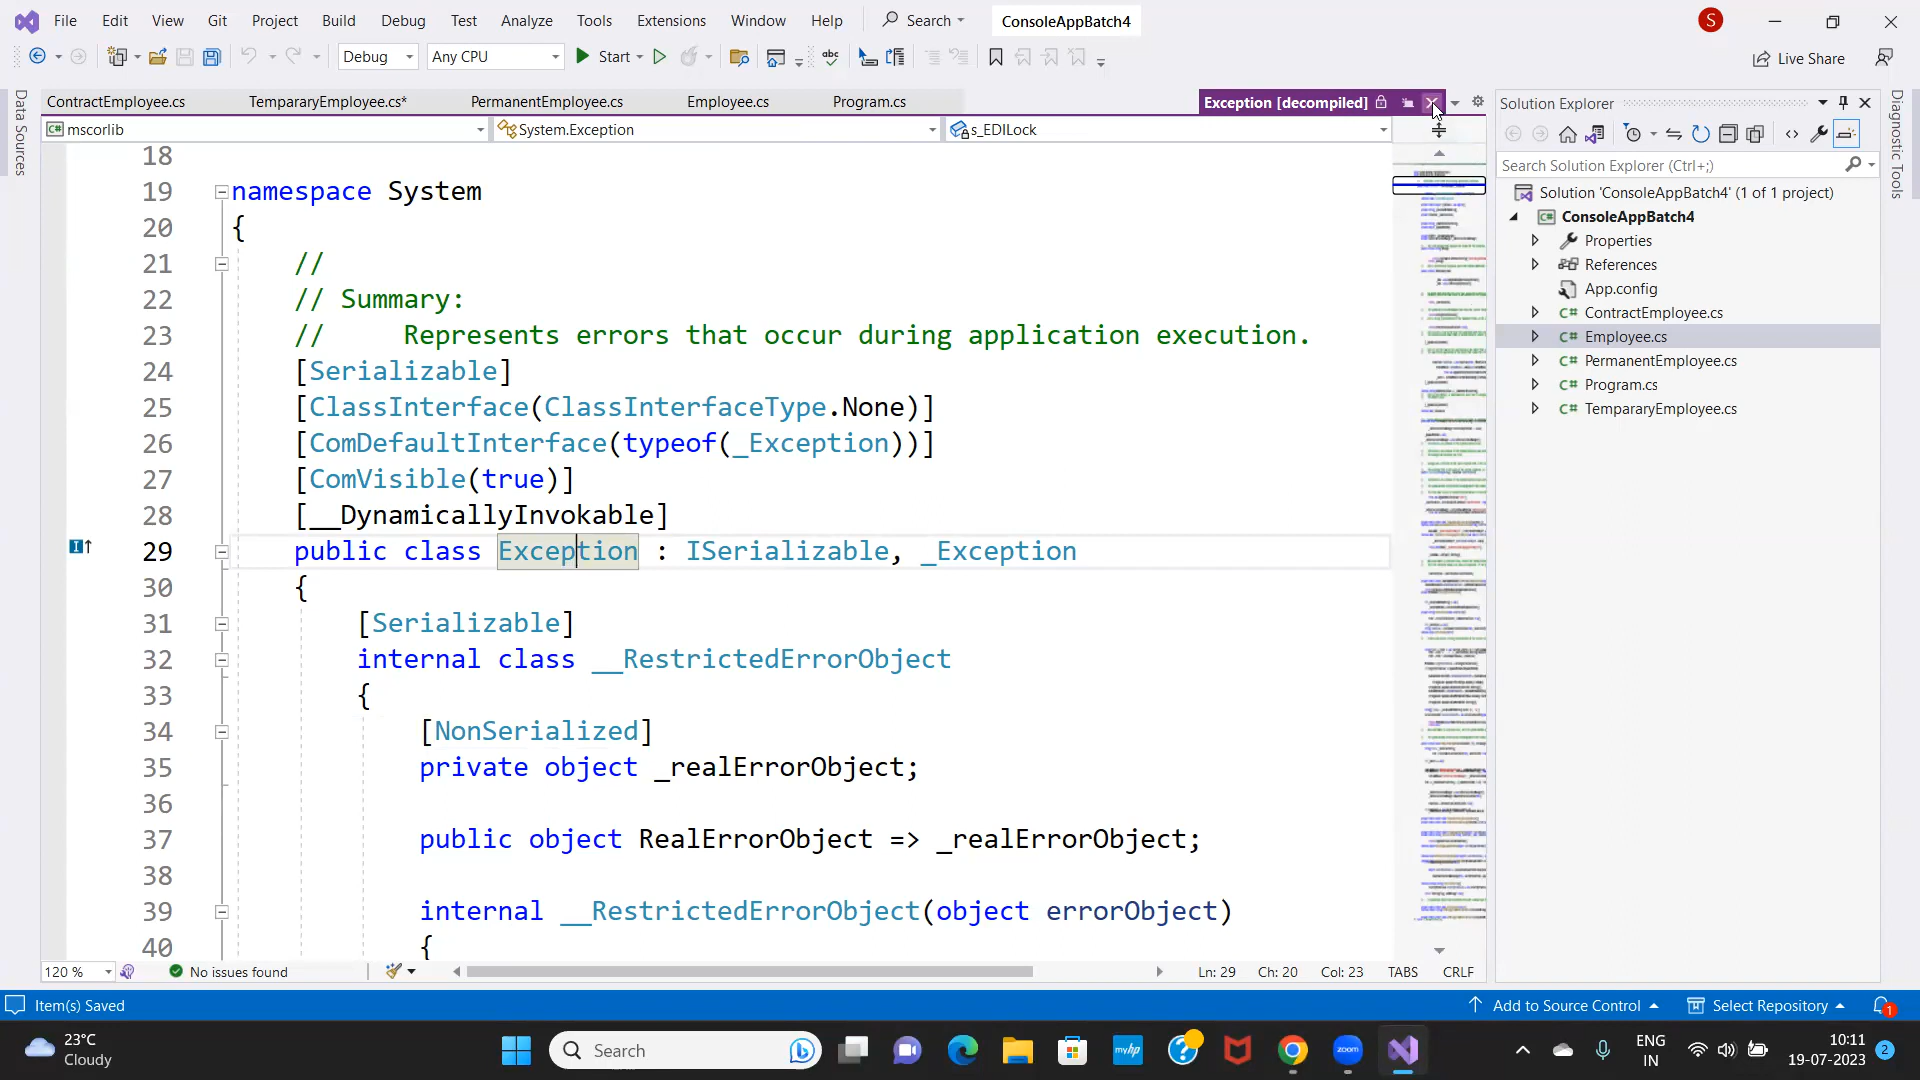 File Edit View Git Project Build Debug Test Analyze Tools Extensions Window Help Search ConsoleAppBatch4 S
Debug Any CPU Start abc Live Share
ContractEmployee.cs TempararyEmployee.cs* PermanentEmployee.cs Employee.cs Program.cs Exception [decompiled]
mscorlib System.Exception s_EDILock
18
19 namespace System
20 {
21 //
22 // Summary:
23 // Represents errors that occur during application execution.
24 [Serializable]
25 [ClassInterface(ClassInterfaceType.None)]
26 [ComDefaultInterface(typeof(_Exception))]
27 [ComVisible(true)]
28 [__DynamicallyInvokable]
29 public class Exception : ISerializable, _Exception
30 {
31 [Serializable]
32 internal class __RestrictedErrorObject
33 {
34 [NonSerialized]
35 private object _realErrorObject;
36
37 public object RealErrorObject => _realErrorObject;
38
39 internal __RestrictedErrorObject(object errorObject)
40 {
120 % No issues found Ln: 29 Ch: 20 Col: 23 TABS CRLF
Data Sources
Solution Explorer
Search Solution Explorer (Ctrl+;)
Solution 'ConsoleAppBatch4' (1 of 1 project)
ConsoleAppBatch4
Properties
References
App.config
C# ContractEmployee.cs
C# Employee.cs
C# PermanentEmployee.cs
C# Program.cs
C# TempararyEmployee.cs
Diagnostic Tools
Item(s) Saved Add to Source Control Select Repository 1
23°C
Cloudy
Search
myhp
zoom
ENG
IN
10:11
19-07-2023
2